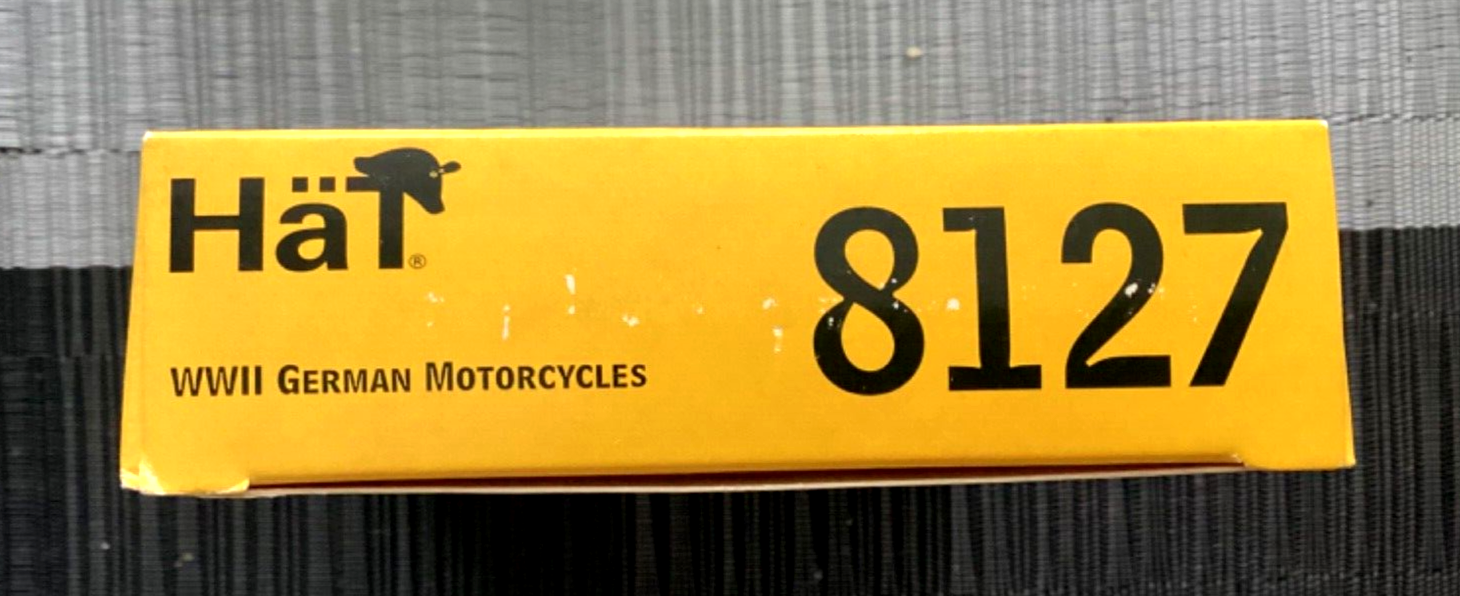 HäT®
8127
WWII GERMAN MOTORCYCLES